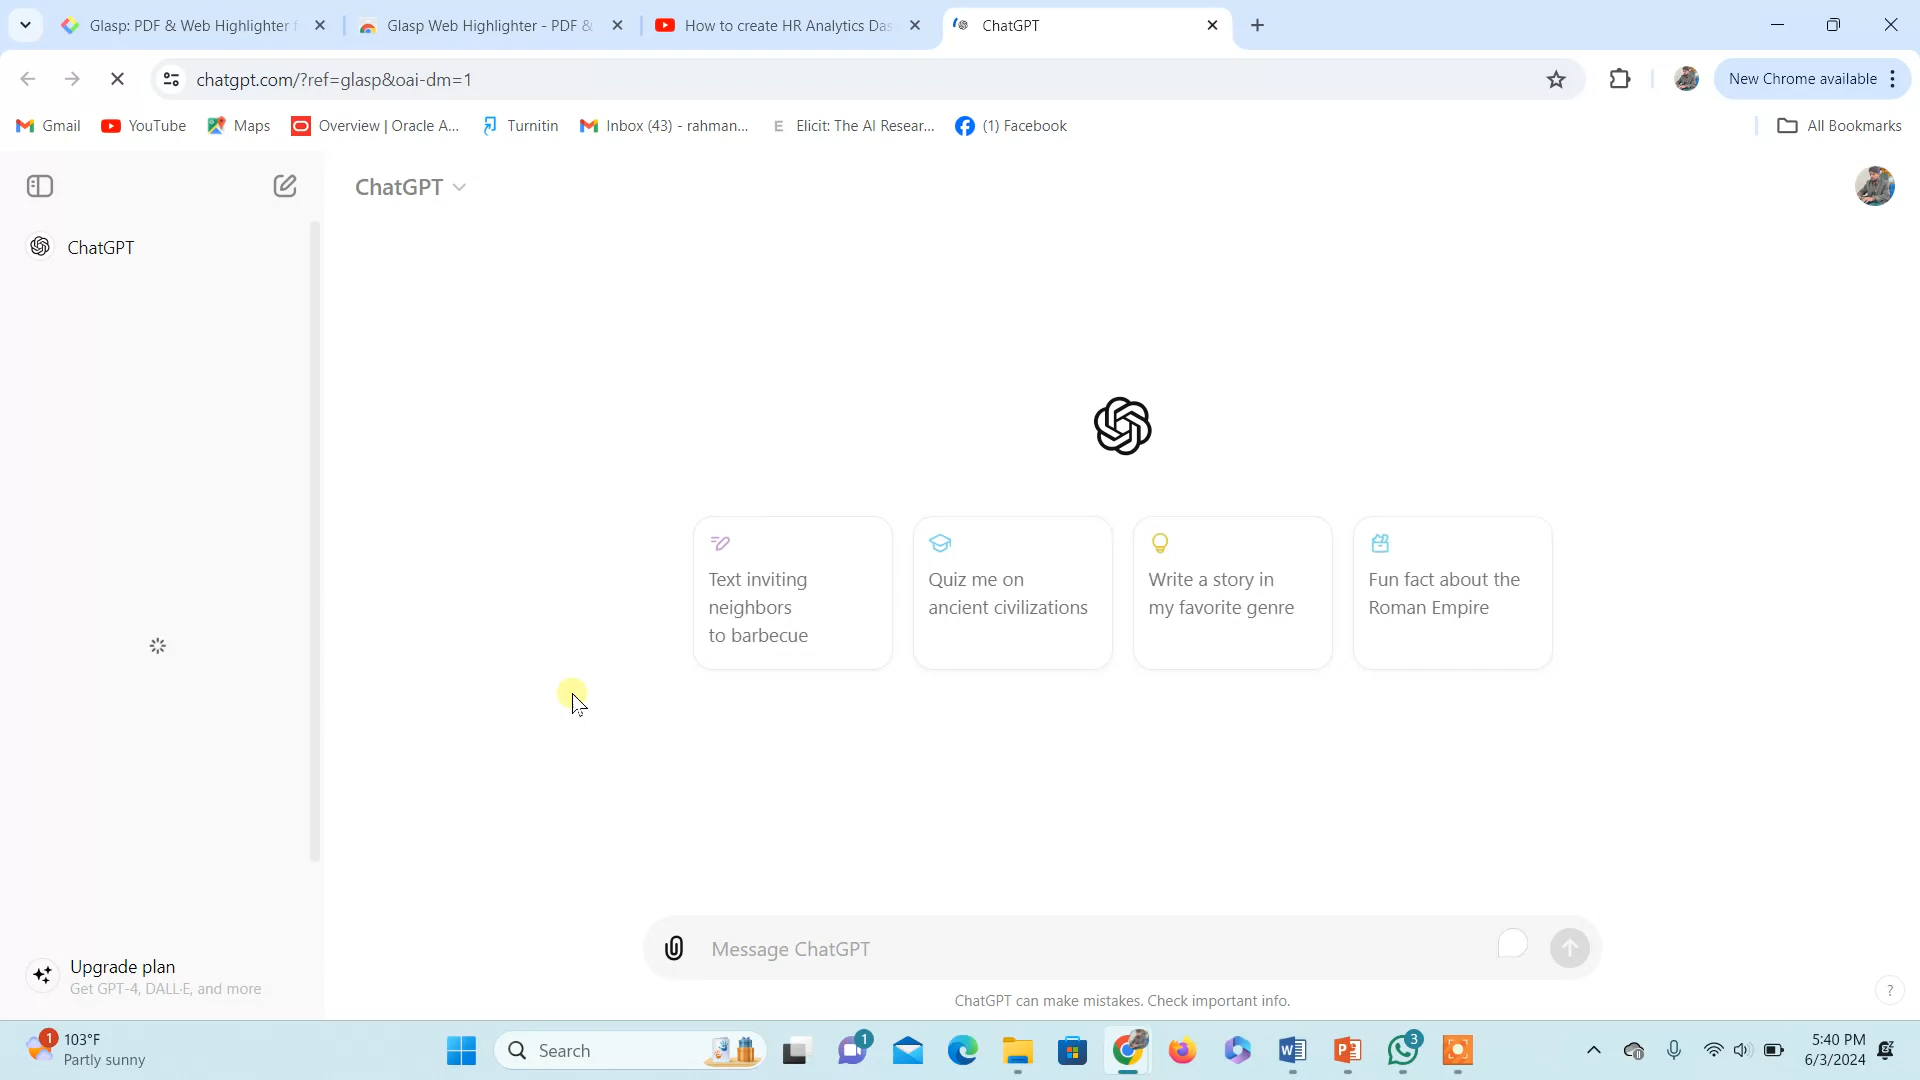 Glasp: PDF & Web Highlighter f
Glasp Web Highlighter - PDF &
How to create HR Analytics Das
ChatGPT
chatgpt.com/?ref=glasp&oai-dm=1
New Chrome available
Gmail
YouTube
Maps
Overview | Oracle A...
Turnitin
Inbox (43) - rahman...
E
Elicit: The AI Resear...
(1) Facebook
All Bookmarks
ChatGPT
ChatGPT
Text inviting
neighbors
to barbecue
Quiz me on
ancient civilizations
Write a story in
my favorite genre
Fun fact about the
Roman Empire
Upgrade plan
Get GPT-4, DALL·E, and more
Message ChatGPT
ChatGPT can make mistakes. Check important info.
?
1
103°F
Partly sunny
Search
1
3
5:40 PM
6/3/2024